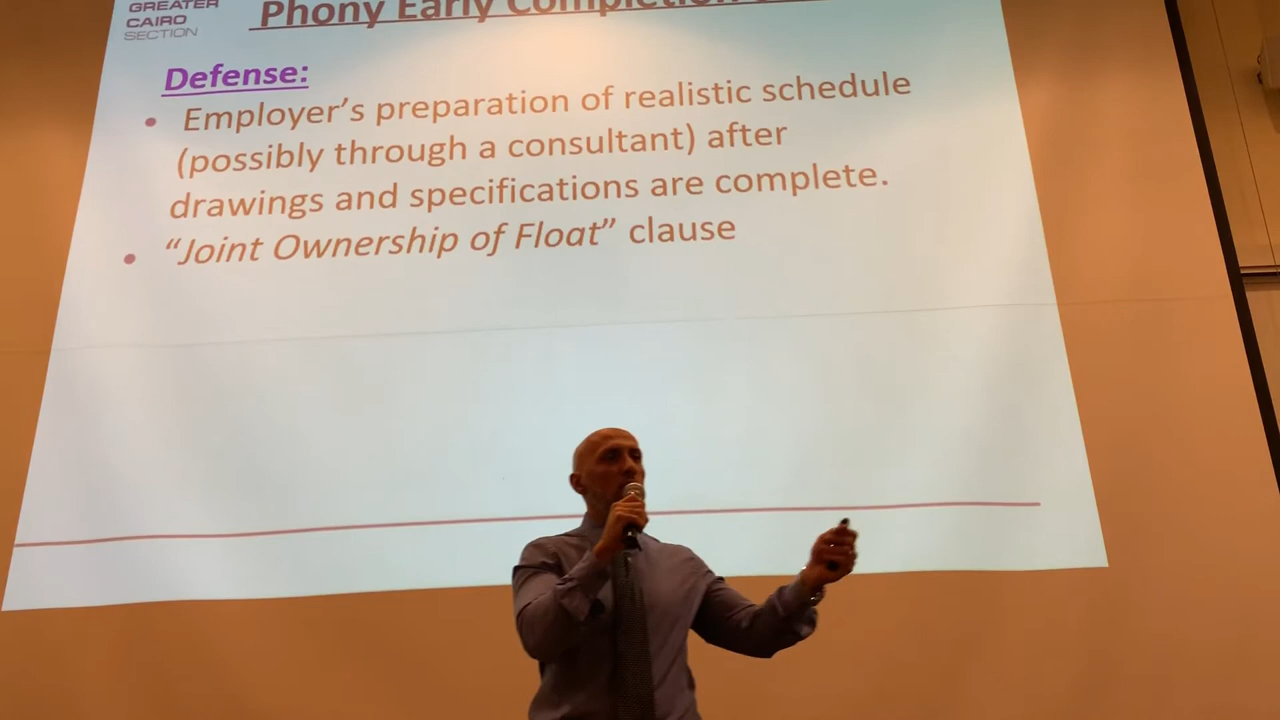 GREATER
CAIRO
SECTION
Phony Early Completion
Defense:
• Employer’s preparation of realistic schedule
(possibly through a consultant) after
drawings and specifications are complete.
• “Joint Ownership of Float” clause